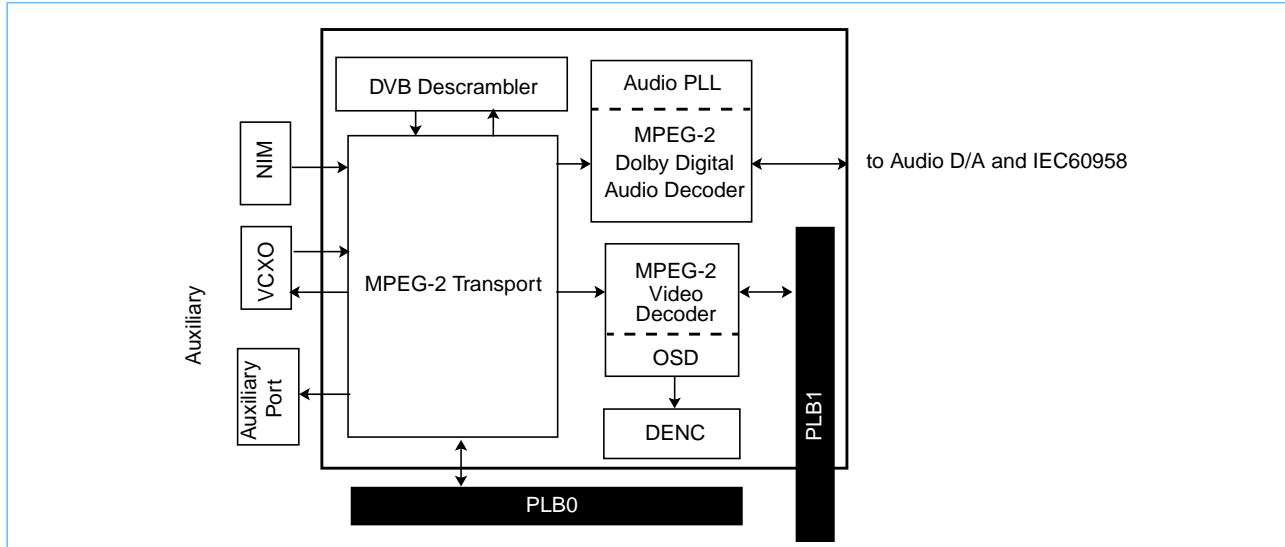 DVB Descrambler
Audio PLL
MPEG-2
Dolby Digital
Audio Decoder
to Audio D/A and IEC60958
NIM
VCXO
Auxiliary
Auxiliary
Port
MPEG-2 Transport
MPEG-2
Video
Decoder
OSD
DENC
PLB1
PLB0